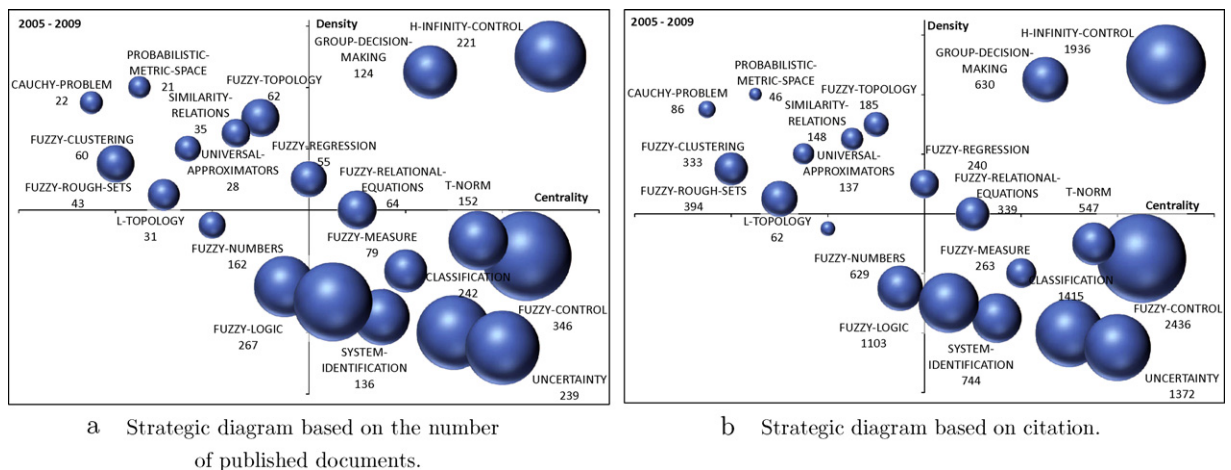 2005 - 2009
Density
H-INFINITY-CONTROL
221
GROUP-DECISION-
MAKING
124
PROBABILISTIC-
METRIC-SPACE
21
CAUCHY-PROBLEM
22
FUZZY-TOPOLOGY
62
SIMILARITY-
RELATIONS
35
FUZZY-CLUSTERING
60
UNIVERSAL-
APPROXIMATORS
28
FUZZY-REGRESSION
55
FUZZY-ROUGH-SETS
43
FUZZY-RELATIONAL-
EQUATIONS
64
T-NORM
152
Centrality
L-TOPOLOGY
31
FUZZY-NUMBERS
162
FUZZY-MEASURE
79
CLASSIFICATION
242
FUZZY-CONTROL
346
FUZZY-LOGIC
267
SYSTEM-
IDENTIFICATION
136
UNCERTAINTY
239
a Strategic diagram based on the number
of published documents.
2005 - 2009
Density
H-INFINITY-CONTROL
1936
GROUP-DECISION-
MAKING
630
PROBABILISTIC-
METRIC-SPACE
46
CAUCHY-PROBLEM
86
FUZZY-TOPOLOGY
185
SIMILARITY-
RELATIONS
148
FUZZY-CLUSTERING
333
UNIVERSAL-
APPROXIMATORS
137
FUZZY-REGRESSION
240
FUZZY-ROUGH-SETS
394
FUZZY-RELATIONAL-
EQUATIONS
339
T-NORM
547
Centrality
L-TOPOLOGY
62
FUZZY-NUMBERS
629
FUZZY-MEASURE
263
CLASSIFICATION
1415
FUZZY-CONTROL
2436
FUZZY-LOGIC
1103
SYSTEM-
IDENTIFICATION
744
UNCERTAINTY
1372
b Strategic diagram based on citation.